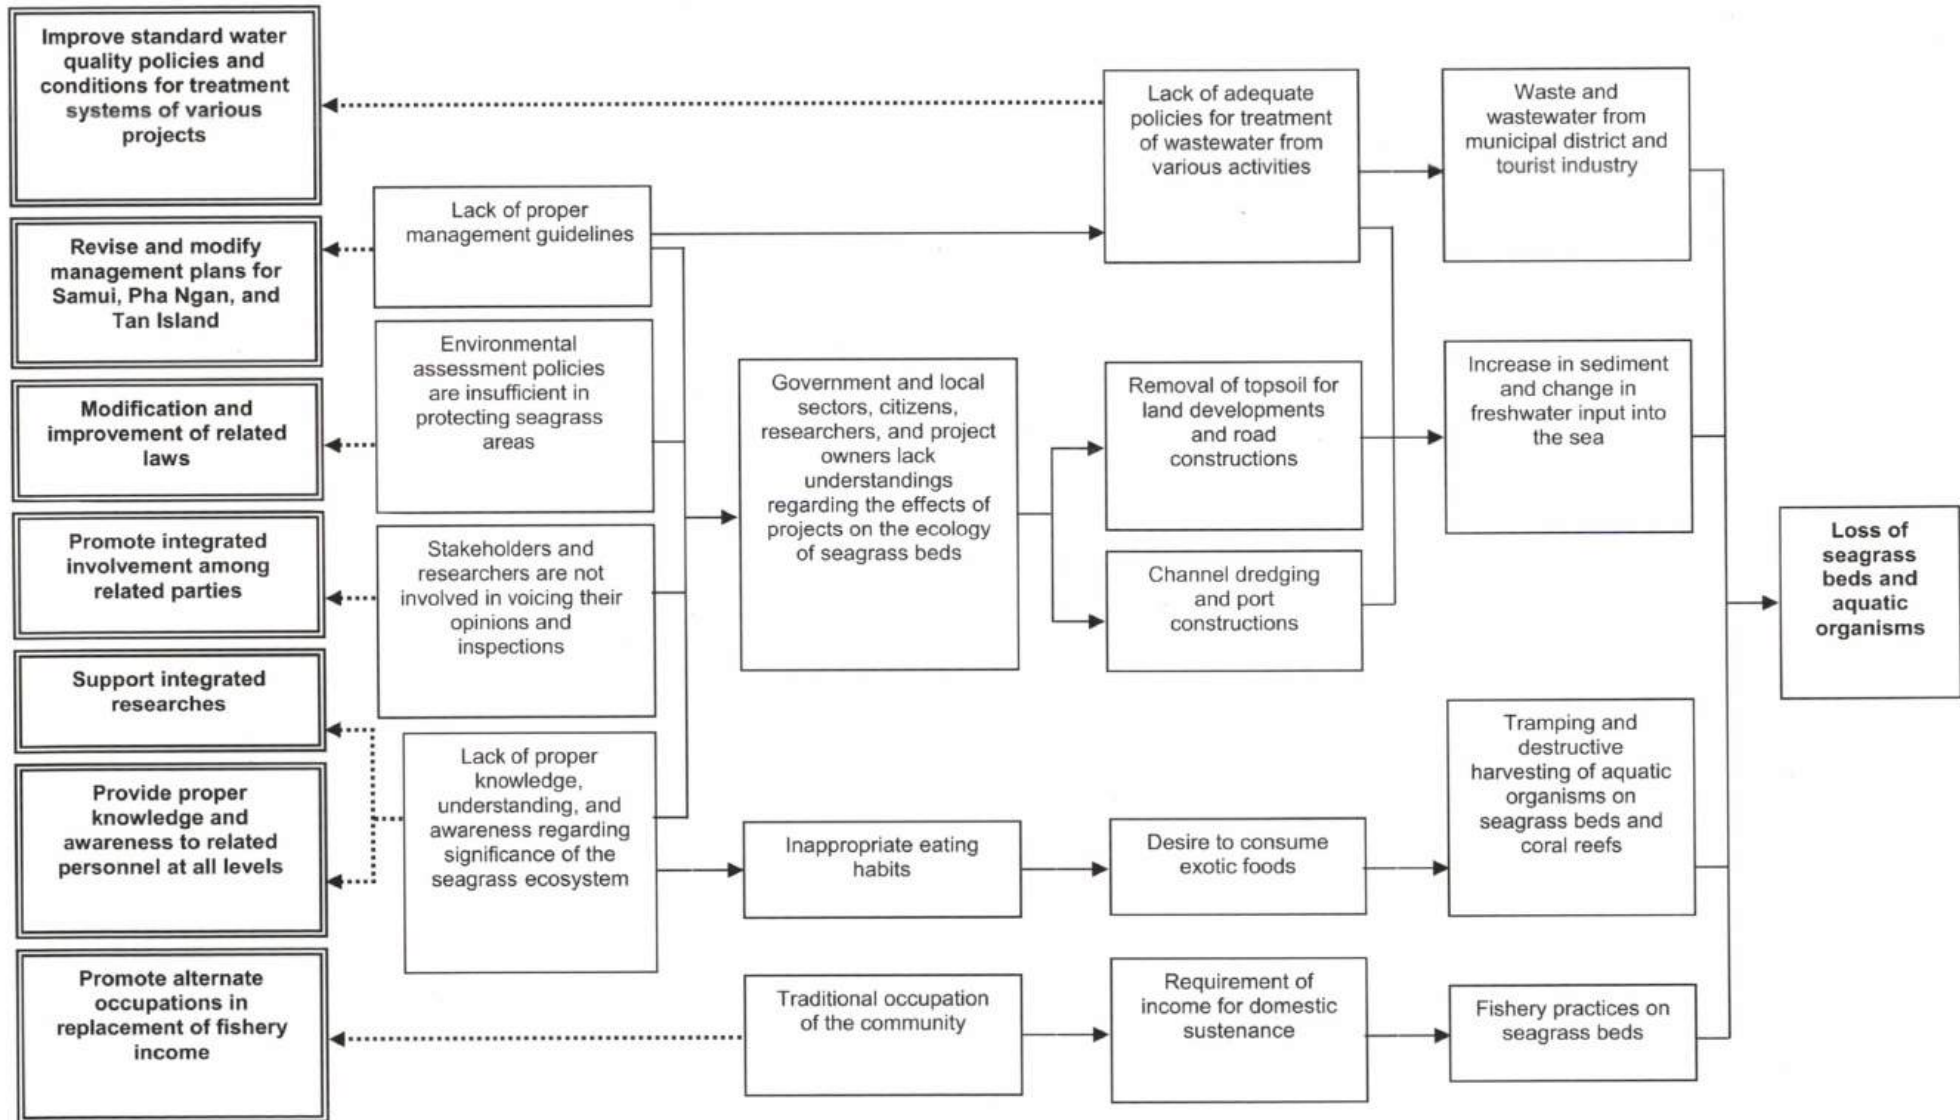 Improve standard water
quality policies and
conditions for treatment
systems of various
projects
Revise and modify
management plans for
Samui, Pha Ngan, and
Tan Island
Modification and
improvement of related
laws
Promote integrated
involvement among
related parties
Support integrated
researches
Provide proper
knowledge and
awareness to related
personnel at all levels
Promote alternate
occupations in
replacement of fishery
income
Lack of proper
management guidelines
Environmental
assessment policies
are insufficient in
protecting seagrass
areas
Stakeholders and
researchers are not
involved in voicing their
opinions and
inspections
Lack of proper
knowledge,
understanding, and
awareness regarding
significance of the
seagrass ecosystem
Government and local
sectors, citizens,
researchers, and project
owners lack
understandings
regarding the effects of
projects on the ecology
of seagrass beds
Inappropriate eating
habits
Traditional occupation
of the community
Lack of adequate
policies for treatment
of wastewater from
various activities
Removal of topsoil for
land developments
and road
constructions
Channel dredging
and port
constructions
Desire to consume
exotic foods
Requirement of
income for domestic
sustenance
Waste and
wastewater from
municipal district and
tourist industry
Increase in sediment
and change in
freshwater input into
the sea
Tramping and
destructive
harvesting of aquatic
organisms on
seagrass beds and
coral reefs
Fishery practices on
seagrass beds
Loss of
seagrass
beds and
aquatic
organisms